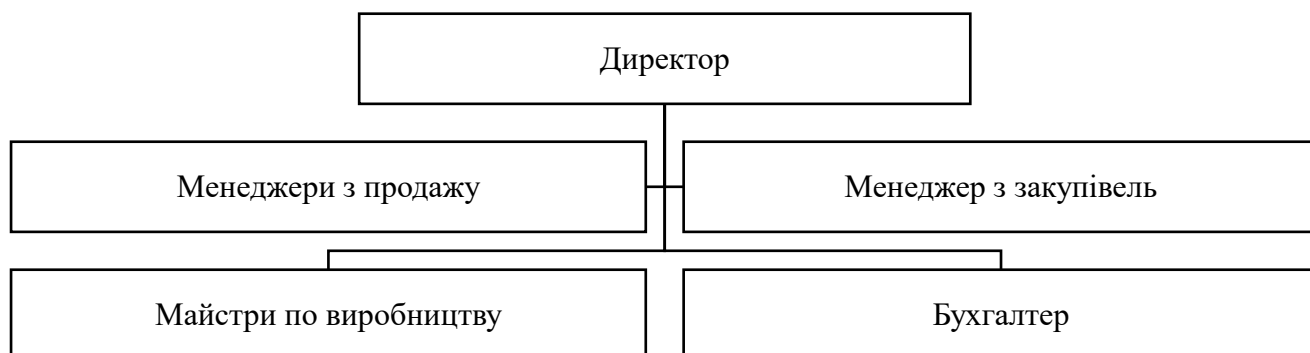 Директор
Менеджери з продажу
Менеджер з закупівель
Майстри по виробництву
Бухгалтер